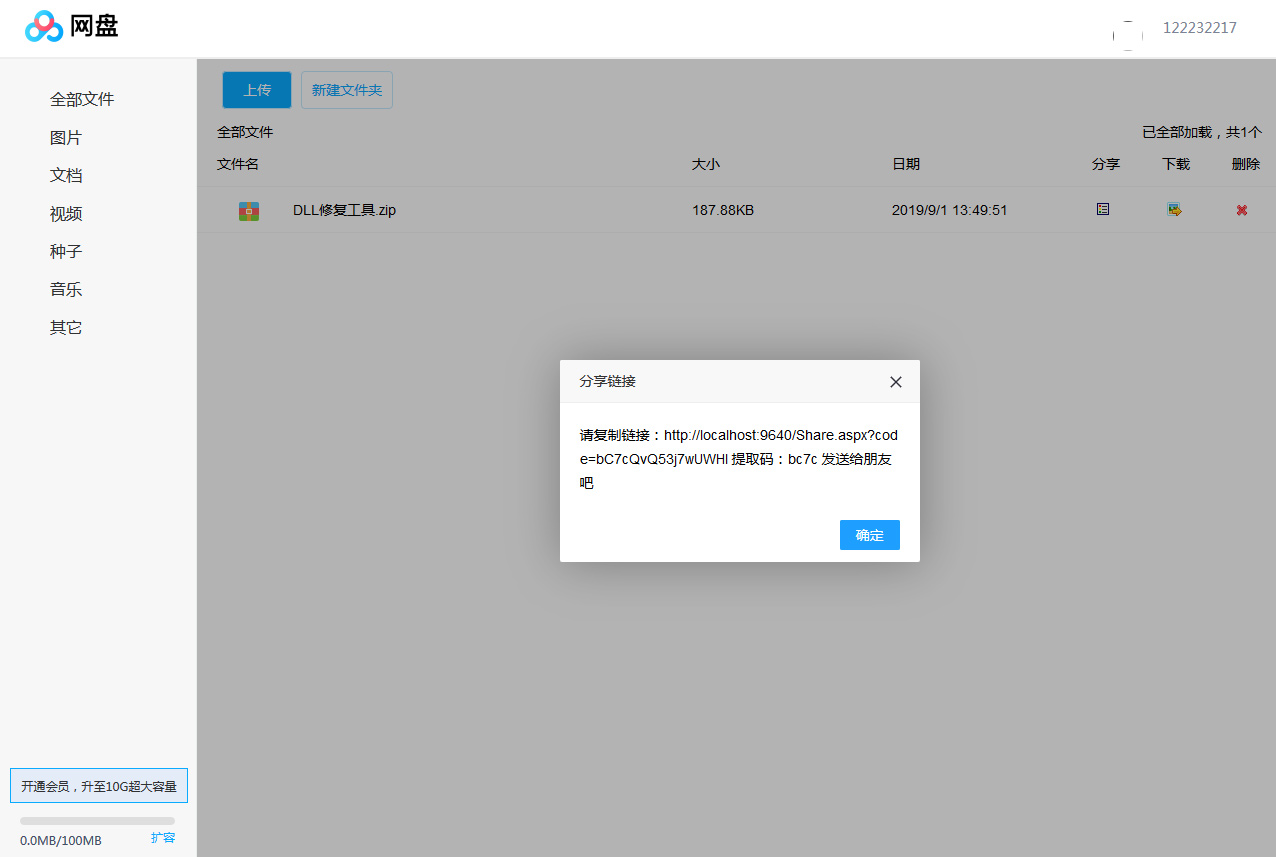 网盘
122232217
全部文件
图片
文档
视频
种子
音乐
其它
上传 新建文件夹
全部文件 已全部加载，共1个
文件名 大小 日期 分享 下载 删除
DLL修复工具.zip 187.88KB 2019/9/1 13:49:51
分享链接
请复制链接：http://localhost:9640/Share.aspx?cod
e=bC7cQvQ53j7wUWHl 提取码：bc7c 发送给朋友
吧
确定
开通会员，升至10G超大容量
0.0MB/100MB 扩容